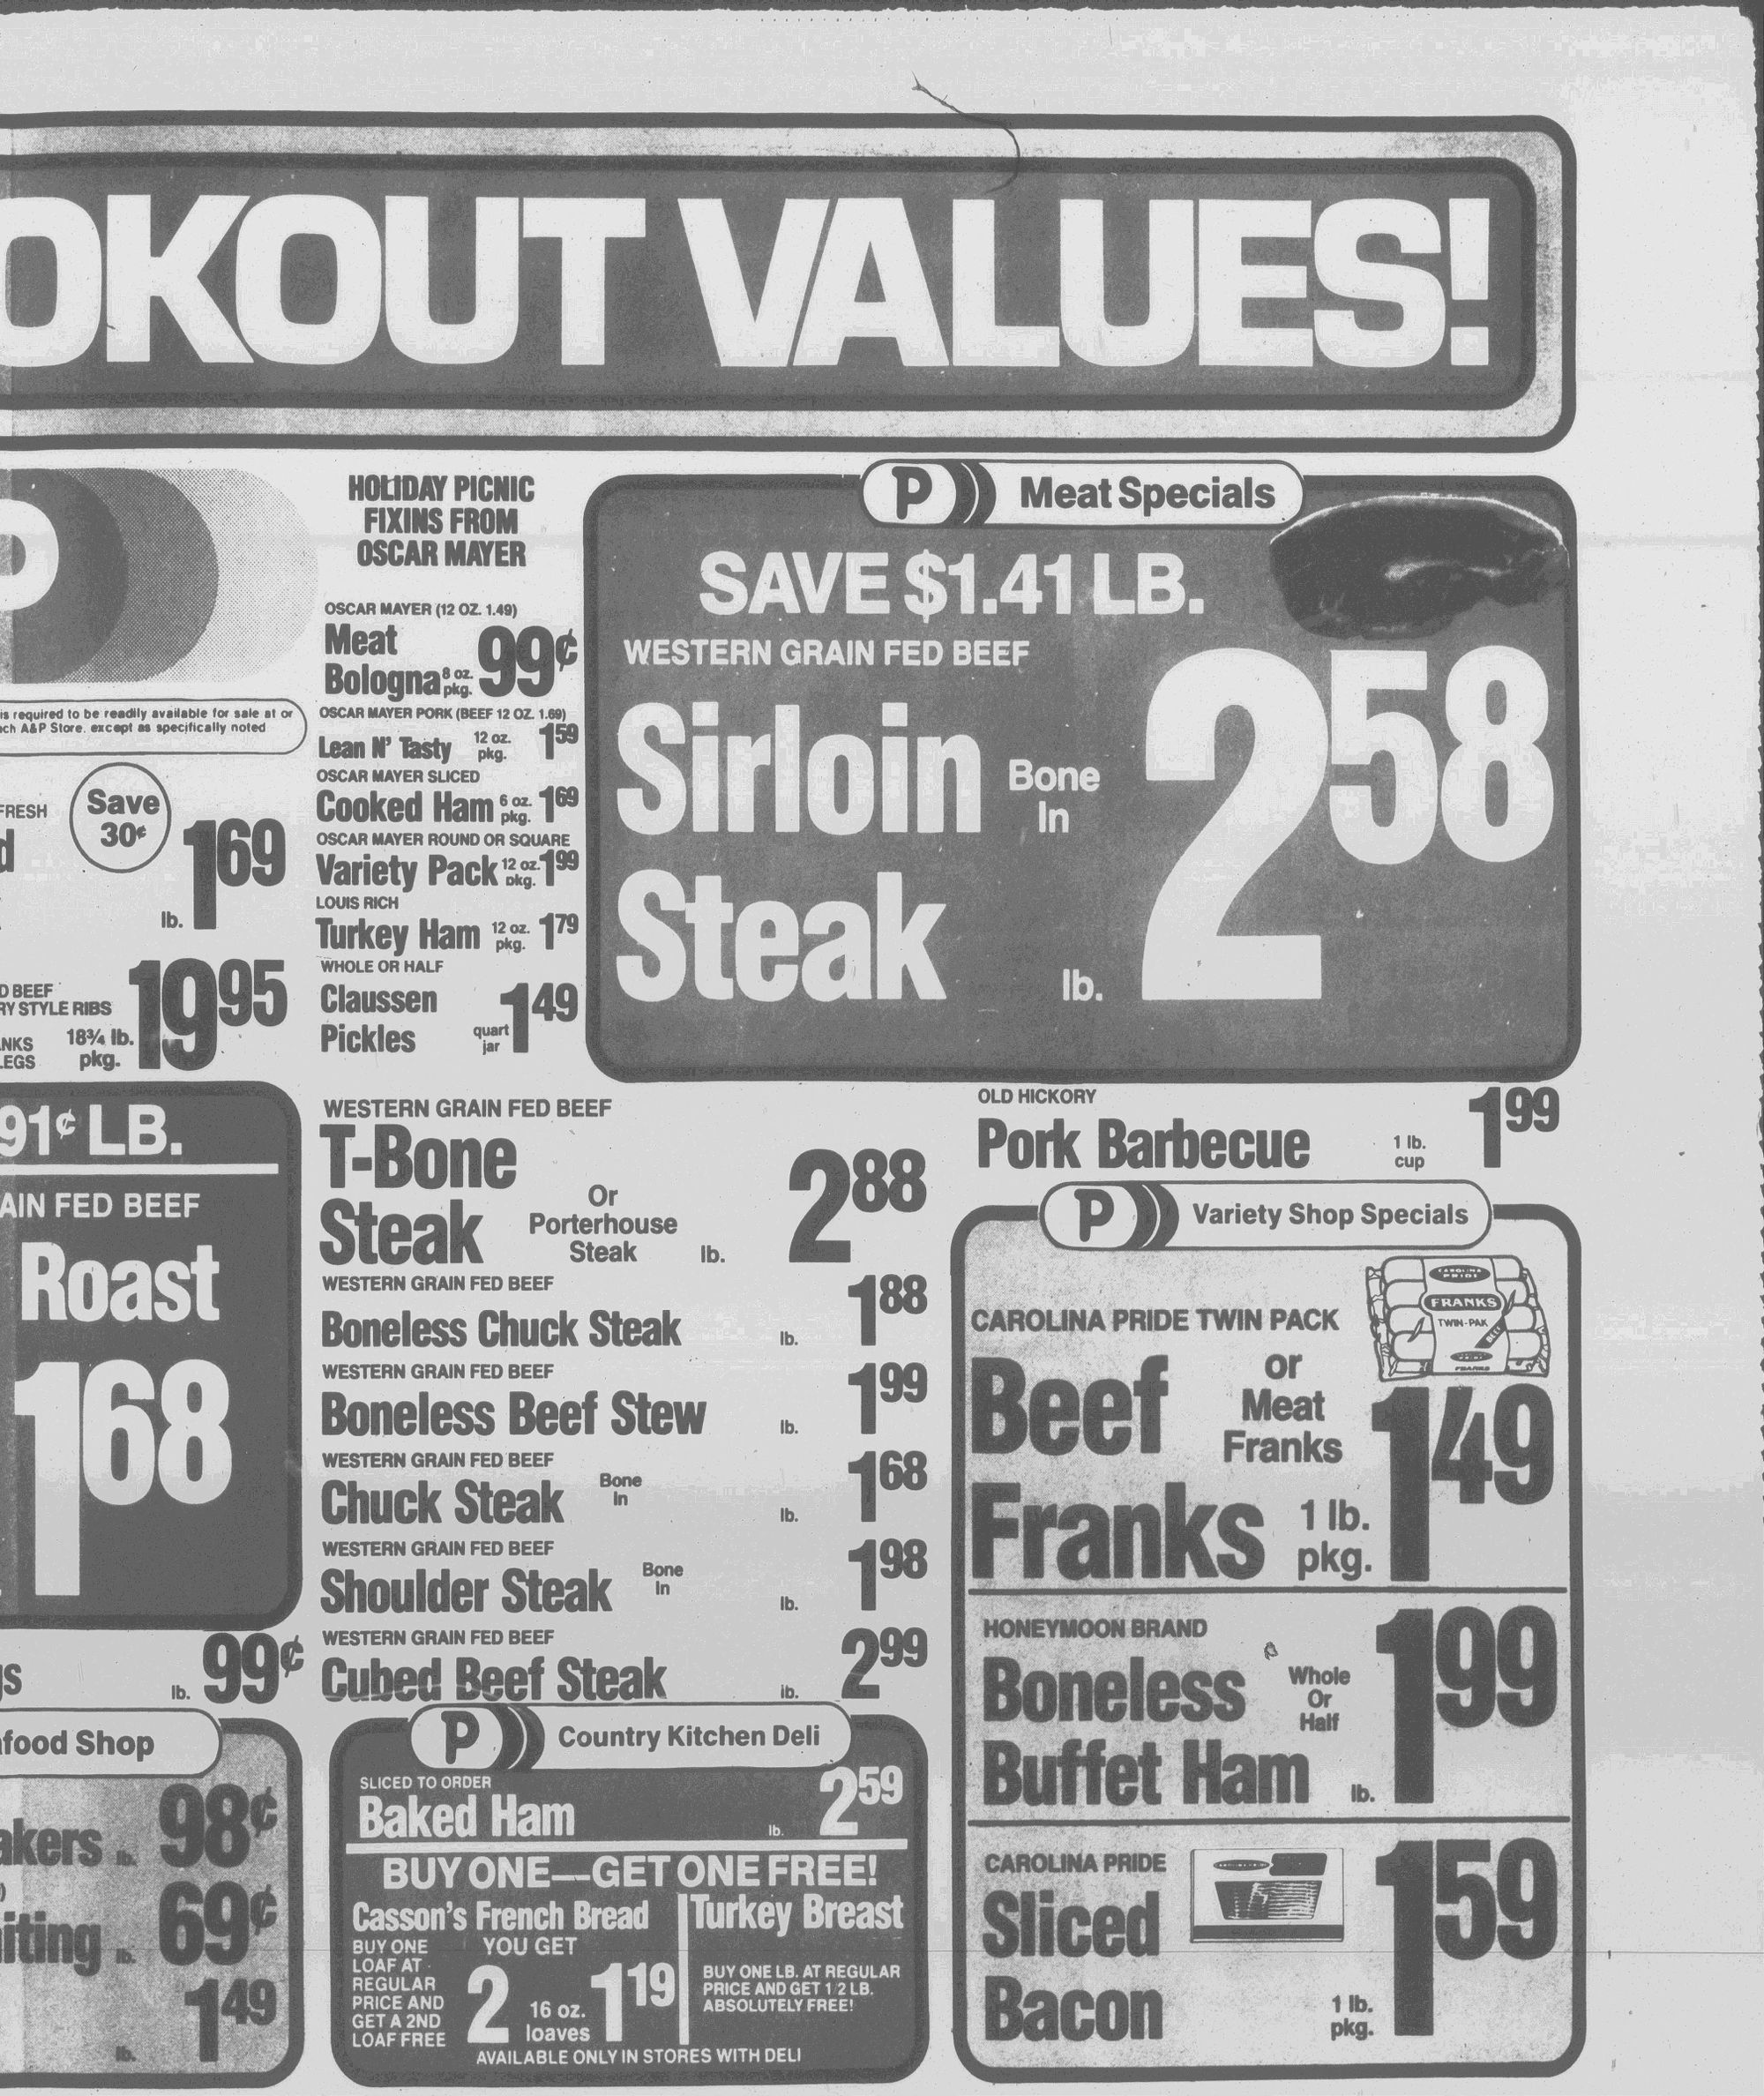 OKOUT VALUES!
P
is required to be readily available for sale at or
ch A&P Store. except as specifically noted
FRESH
Save
30¢
lb.
1 69
D BEEF
RY STYLE RIBS
NKS
LEGS
18¾ lb.
pkg.
19 95
91¢ LB.
AIN FED BEEF
Roast
1 68
gs
lb.
99¢
food Shop
akers lb. 98¢
iting lb. 69¢
lb. 1 49
HOLIDAY PICNIC
FIXINS FROM
OSCAR MAYER
OSCAR MAYER (12 OZ. 1.49)
Meat
Bologna 8 oz. pkg. 99¢
OSCAR MAYER PORK (BEEF 12 OZ. 1.69)
Lean N' Tasty 12 oz. pkg. 1 59
OSCAR MAYER SLICED
Cooked Ham 6 oz. pkg. 1 69
OSCAR MAYER ROUND OR SQUARE
Variety Pack 12 oz. pkg. 1 99
LOUIS RICH
Turkey Ham 12 oz. pkg. 1 79
WHOLE OR HALF
Claussen
Pickles quart jar 1 49
P Meat Specials
SAVE $1.41 LB.
WESTERN GRAIN FED BEEF
Sirloin Bone In
Steak lb. 2 58
WESTERN GRAIN FED BEEF
T-Bone
Steak Or Porterhouse Steak lb. 2 88
WESTERN GRAIN FED BEEF
Boneless Chuck Steak lb. 1 88
WESTERN GRAIN FED BEEF
Boneless Beef Stew lb. 1 99
WESTERN GRAIN FED BEEF
Chuck Steak Bone In lb. 1 68
WESTERN GRAIN FED BEEF
Shoulder Steak Bone In lb. 1 98
WESTERN GRAIN FED BEEF
Cubed Beef Steak lb. 2 99
P Country Kitchen Deli
SLICED TO ORDER
Baked Ham lb. 2 59
BUY ONE—GET ONE FREE!
Casson's French Bread
BUY ONE
LOAF AT
REGULAR
PRICE AND
GET A 2ND
LOAF FREE
YOU GET
2 16 oz. loaves 1 19
Turkey Breast
BUY ONE LB. AT REGULAR
PRICE AND GET 1/2 LB.
ABSOLUTELY FREE!
AVAILABLE ONLY IN STORES WITH DELI
OLD HICKORY
Pork Barbecue 1 lb. cup 1 99
P Variety Shop Specials
CAROLINA PRIDE
FRANKS
TWIN-PAK
BEEF
CAROLINA PRIDE TWIN PACK
Beef or Meat Franks
Franks 1 lb. pkg. 1 49
HONEYMOON BRAND
Boneless Whole Or Half
Buffet Ham lb. 1 99
CAROLINA PRIDE
Sliced
Bacon 1 lb. pkg. 1 59